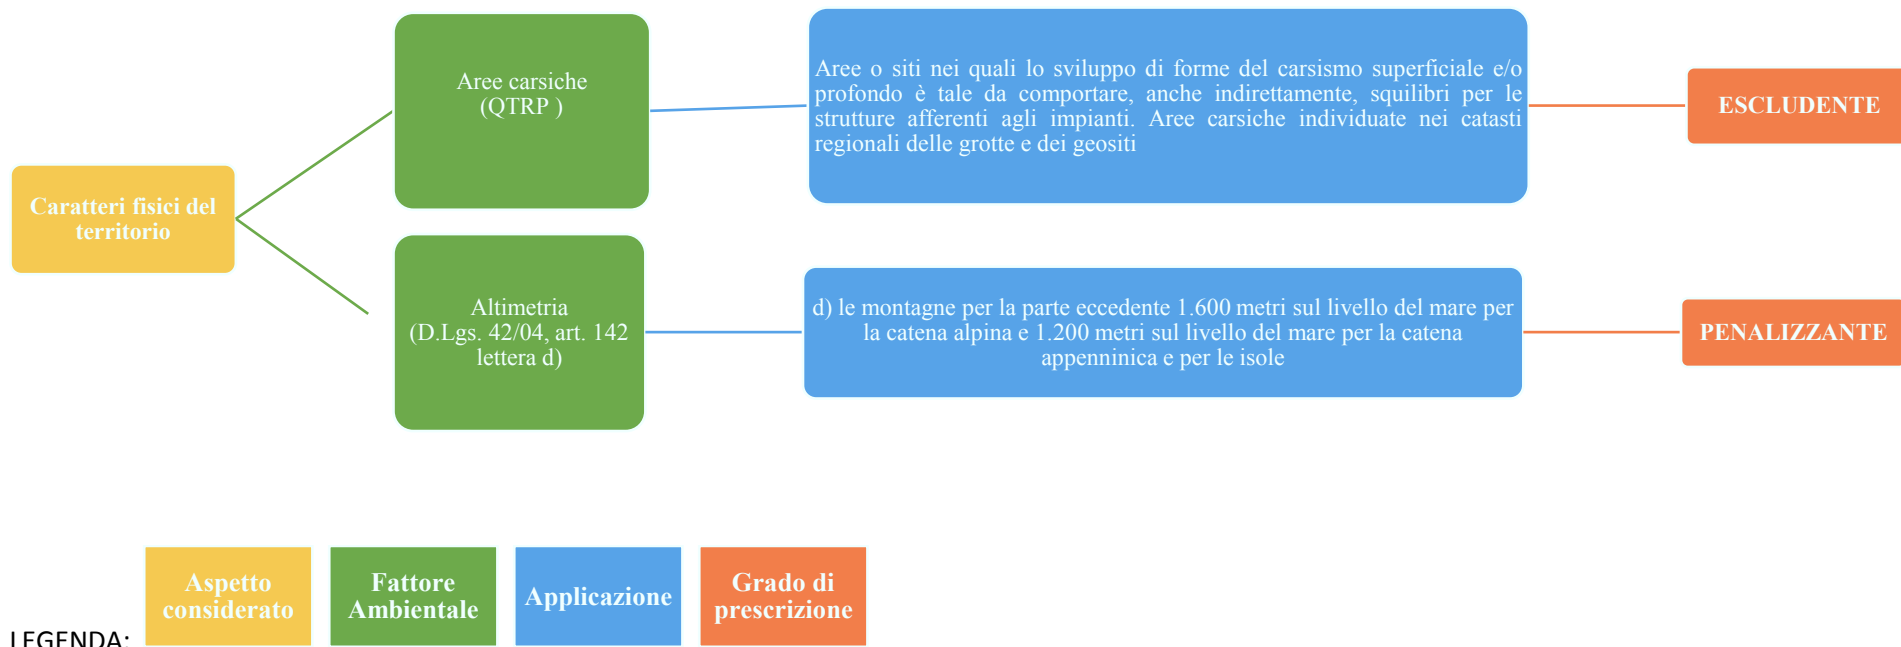 Caratteri fisici del
territorio
Aree carsiche
(QTRP )
Aree o siti nei quali lo sviluppo di forme del carsismo superficiale e/o
profondo è tale da comportare, anche indirettamente, squilibri per le
strutture afferenti agli impianti. Aree carsiche individuate nei catasti
regionali delle grotte e dei geositi
ESCLUDENTE
Altimetria
(D.Lgs. 42/04, art. 142
lettera d)
d) le montagne per la parte eccedente 1.600 metri sul livello del mare per
la catena alpina e 1.200 metri sul livello del mare per la catena
appenninica e per le isole
PENALIZZANTE
LEGENDA:
Aspetto
considerato
Fattore
Ambientale
Applicazione
Grado di
prescrizione